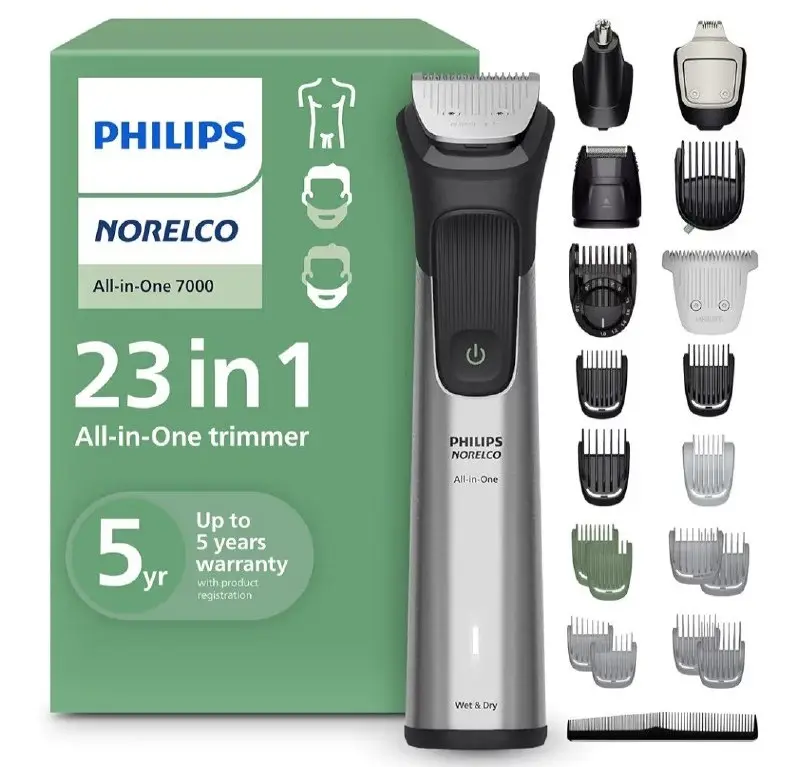 PHILIPS
NORELCO
All-in-One 7000
23 in 1
All-in-One trimmer
5yr
Up to
5 years
warranty
with product
registration
PHILIPS
NORELCO
All-in-One
Wet & Dry